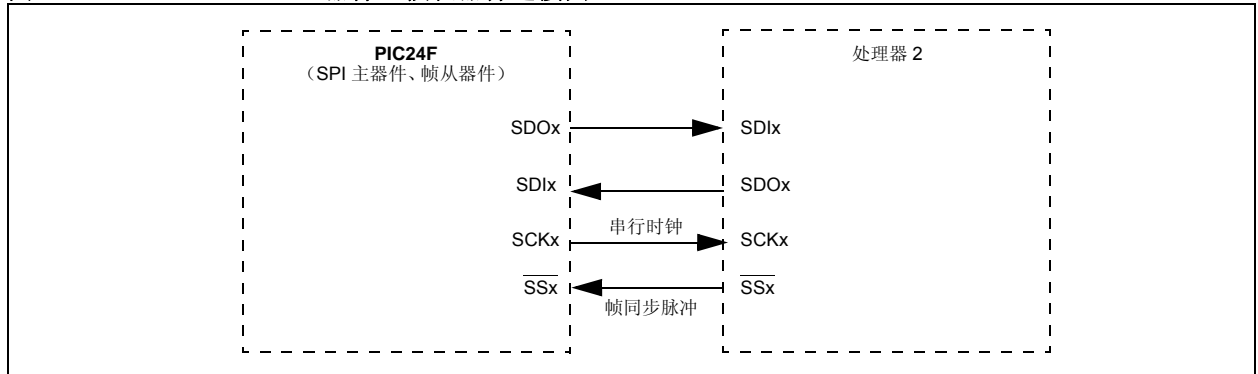 PIC24F
（SPI 主器件、帧从器件）
处理器 2
SDOx
SDIx
SDIx
SDOx
串行时钟
SCKx
SCKx
SSx
SSx
帧同步脉冲